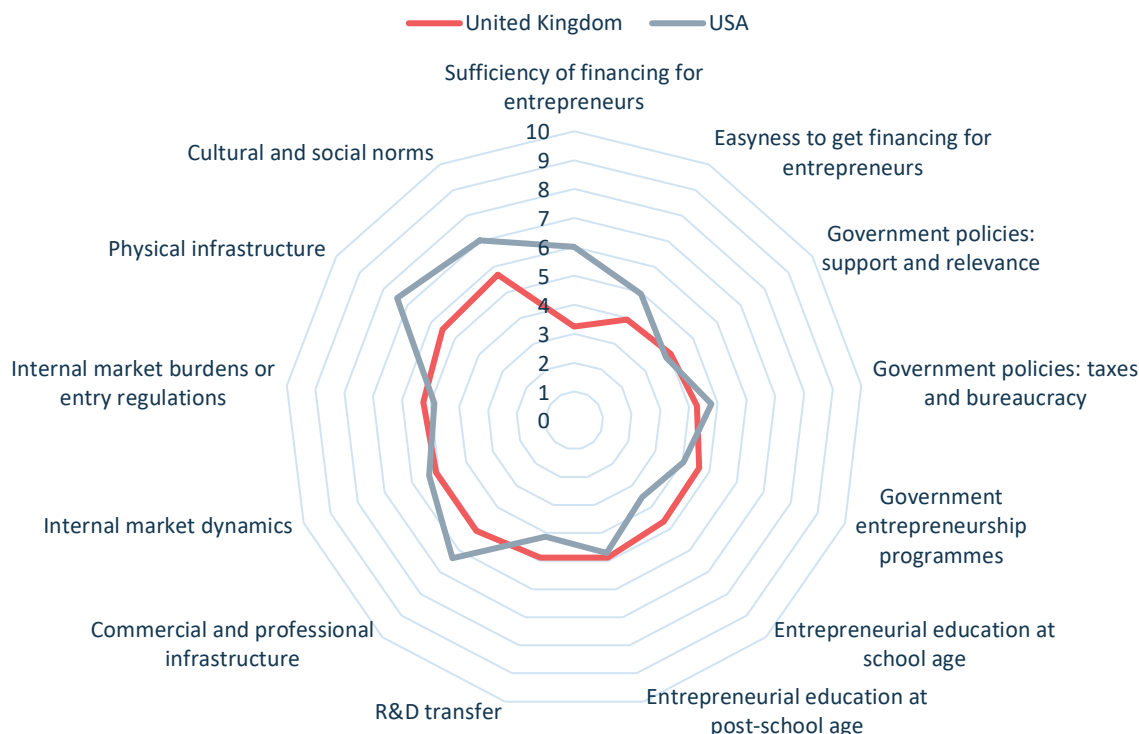 United Kingdom
USA
Sufficiency of financing for
entrepreneurs
Easyness to get financing for
entrepreneurs
Government policies:
support and relevance
Government policies: taxes
and bureaucracy
Government
entrepreneurship
programmes
Entrepreneurial education at
school age
Entrepreneurial education at
post-school age
R&D transfer
Commercial and professional
infrastructure
Internal market dynamics
Internal market burdens or
entry regulations
Physical infrastructure
Cultural and social norms
10
9
8
7
6
5
4
3
2
1
0